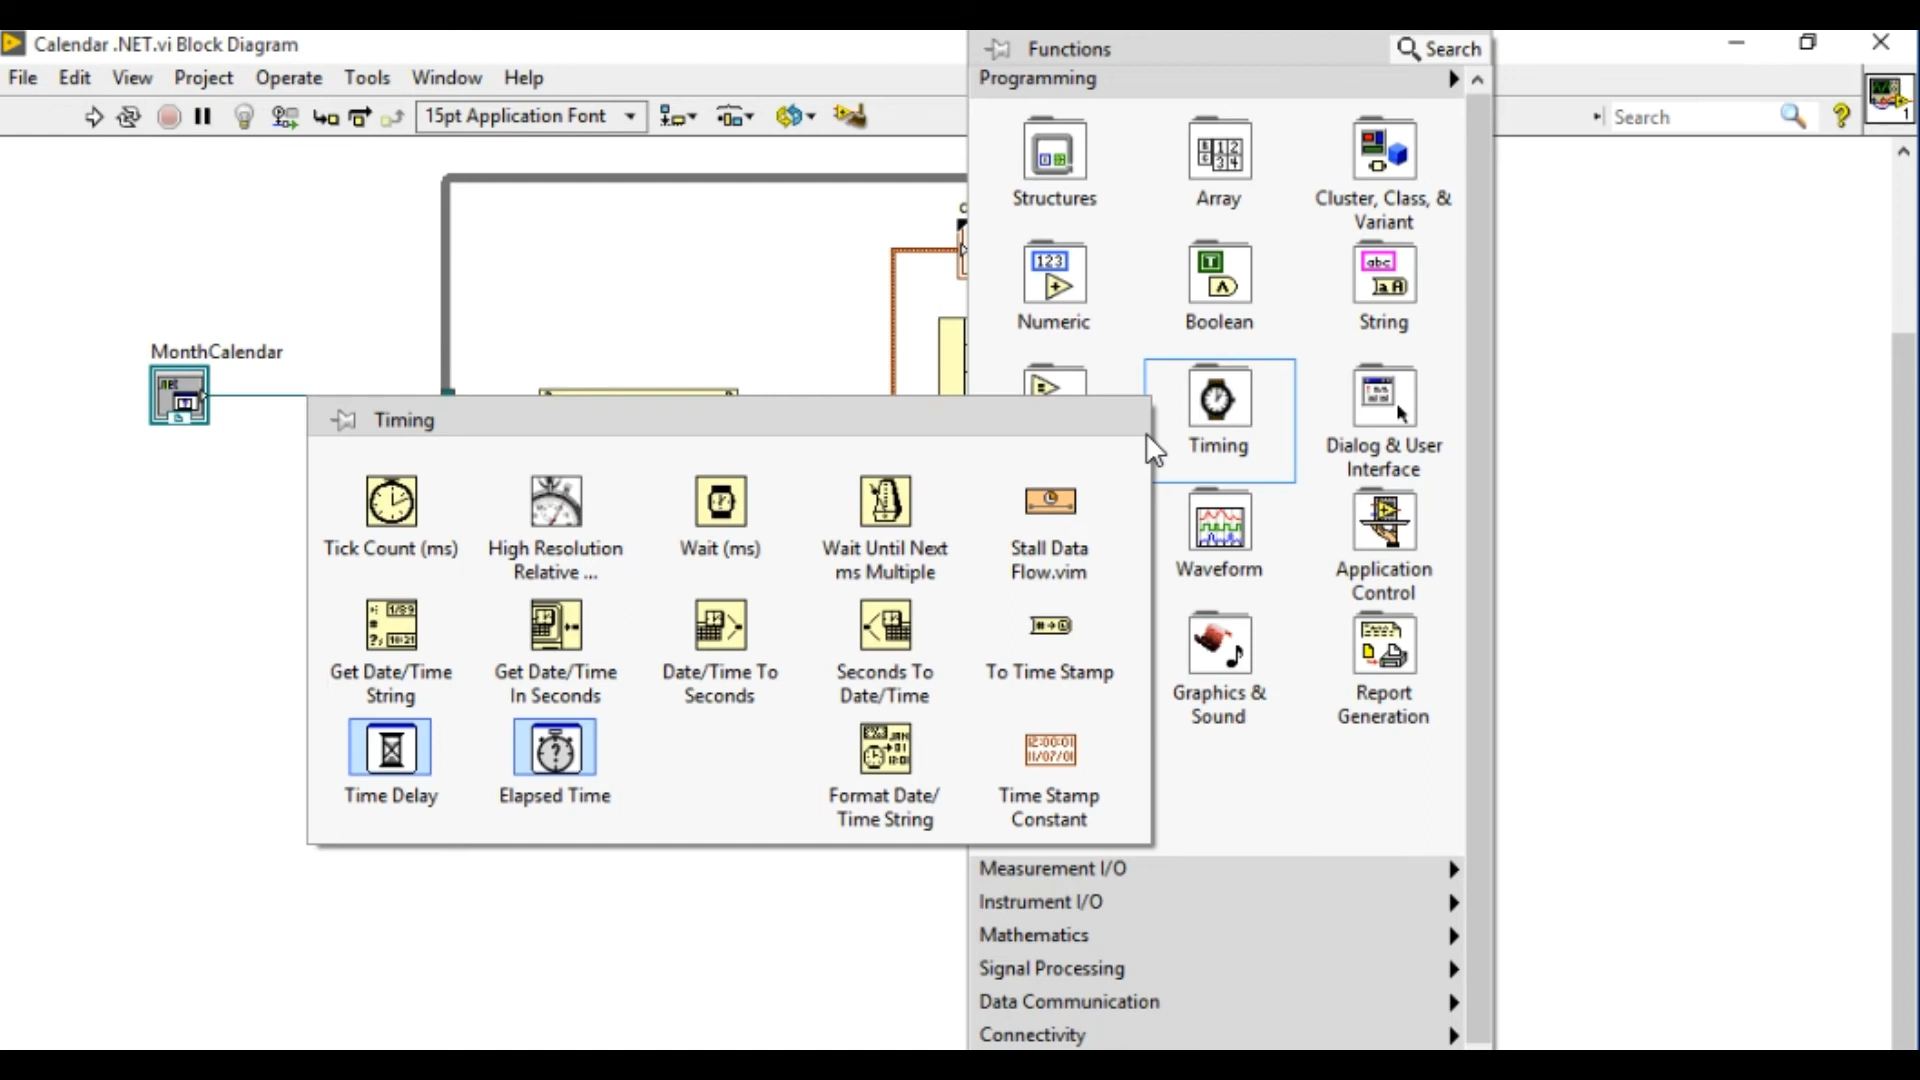 Calendar .NET.vi Block Diagram
File Edit View Project Operate Tools Window Help
15pt Application Font
Search
Functions
Search
Programming
Structures
Array
Cluster, Class, &
Variant
Numeric
Boolean
String
Timing
Dialog & User
Interface
Waveform
Application
Control
Graphics &
Sound
Report
Generation
Measurement I/O
Instrument I/O
Mathematics
Signal Processing
Data Communication
Connectivity
MonthCalendar
.NET
Timing
Tick Count (ms)
High Resolution
Relative ...
Wait (ms)
Wait Until Next
ms Multiple
Stall Data
Flow.vim
Get Date/Time
String
Get Date/Time
In Seconds
Date/Time To
Seconds
Seconds To
Date/Time
To Time Stamp
Time Delay
Elapsed Time
Format Date/
Time String
Time Stamp
Constant